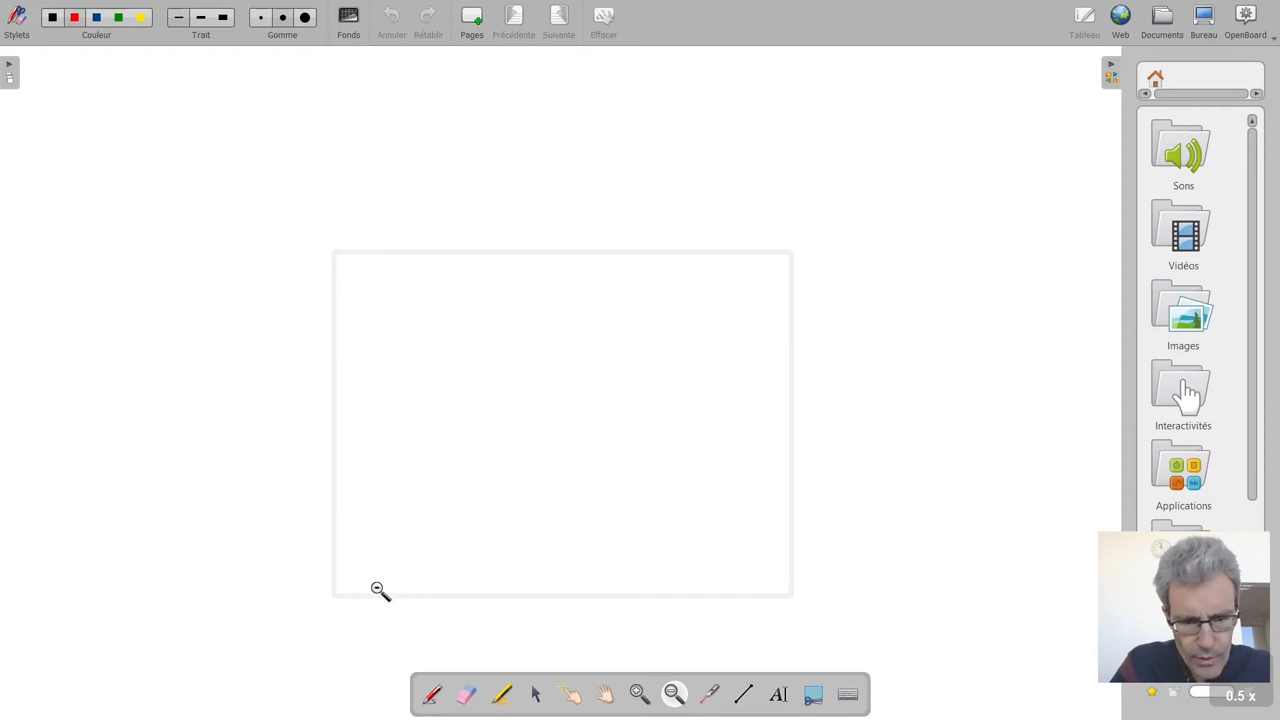 Stylets
Couleur
Trait
Gomme
Fonds
Annuler
Rétablir
Pages
Précédente
Suivante
Effacer
Tableau
Web
Documents
Bureau
OpenBoard
Sons
Vidéos
Images
Interactivités
Applications
AI
0.5 x